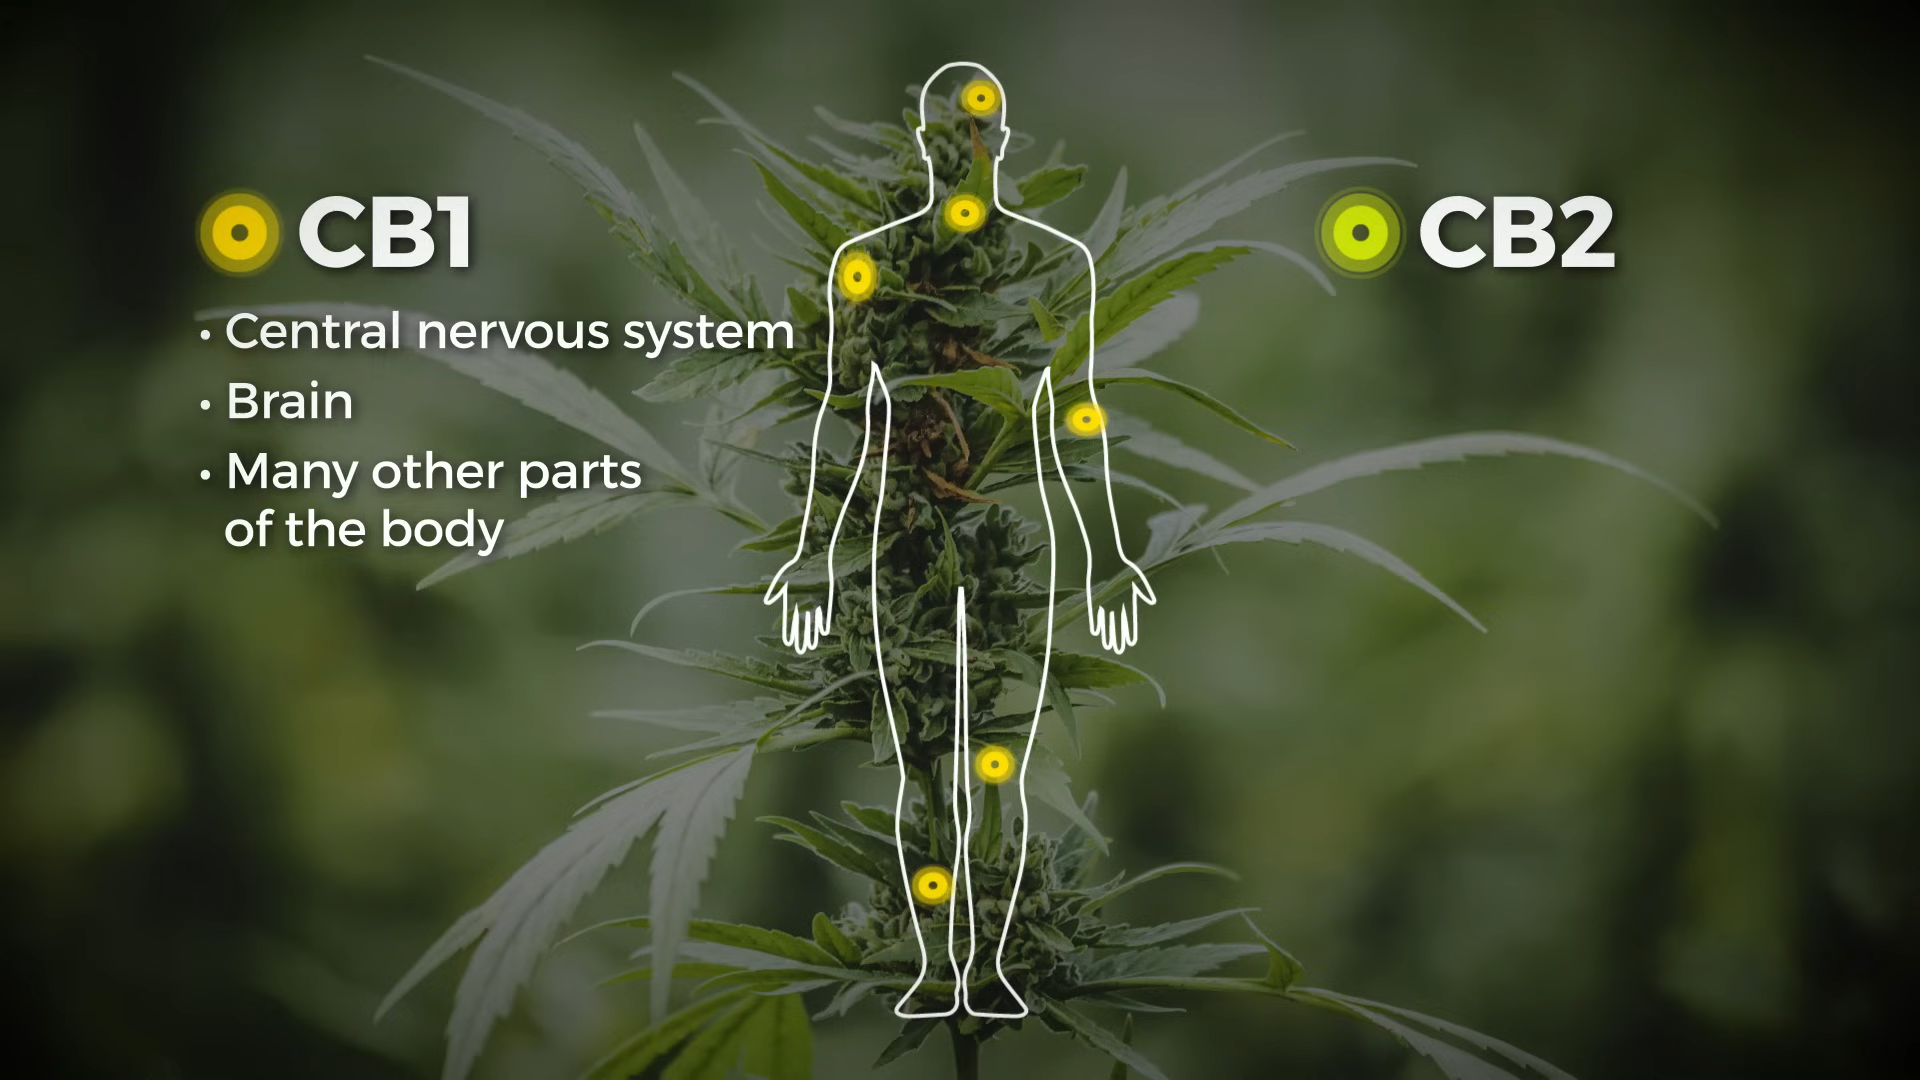 CB1
• Central nervous system
• Brain
• Many other parts
of the body
CB2